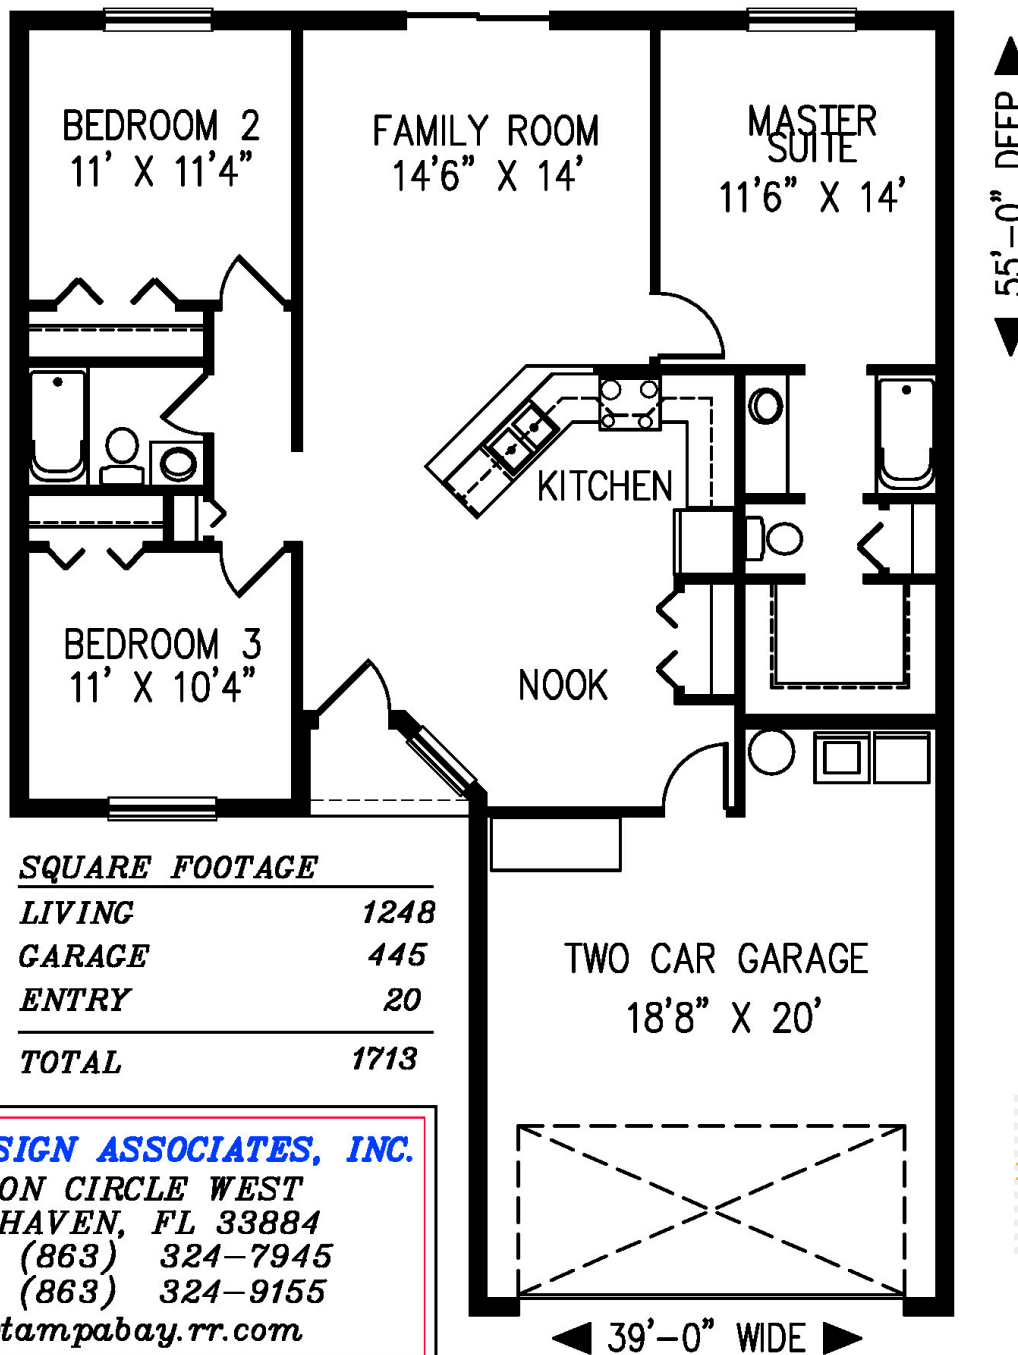 BEDROOM 2
11' X 11'4"
FAMILY ROOM
14'6" X 14'
MASTER
SUITE
11'6" X 14'
55'-0" DEEP
KITCHEN
BEDROOM 3
11' X 10'4"
NOOK
SQUARE FOOTAGE
LIVING 1248
GARAGE 445
ENTRY 20
TOTAL 1713
TWO CAR GARAGE
18'8" X 20'
SIGN ASSOCIATES, INC.
ON CIRCLE WEST
HAVEN, FL 33884
(863) 324-7945
(863) 324-9155
tampabay.rr.com
39'-0" WIDE